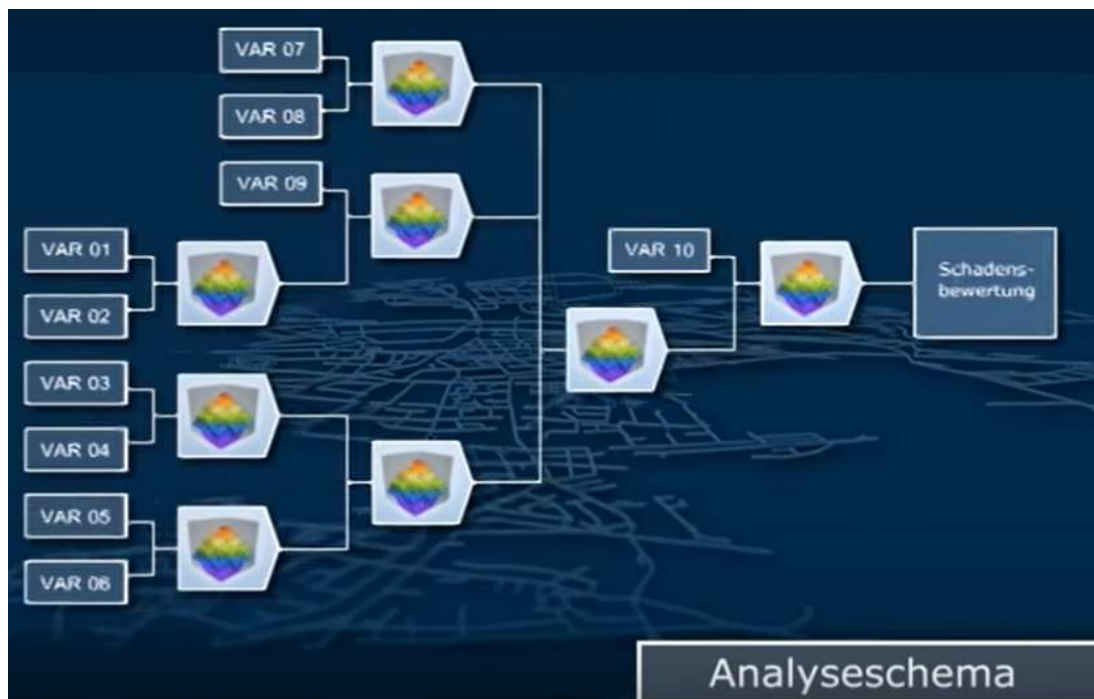 VAR 07
VAR 08
VAR 09
VAR 01
VAR 02
VAR 03
VAR 04
VAR 05
VAR 06
VAR 10
Schadens-
bewertung
Analyseschema